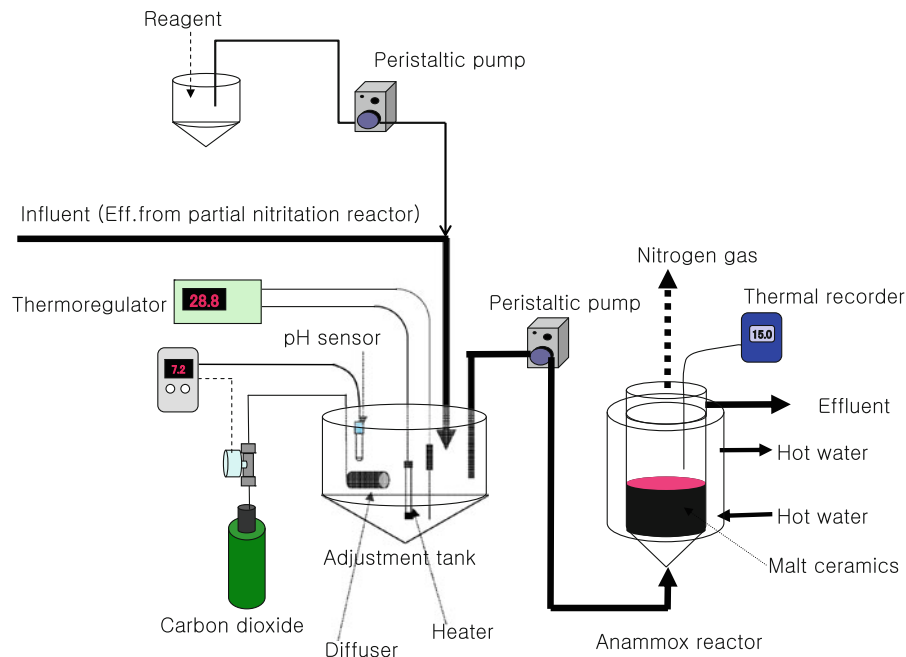 Reagent
Peristaltic pump
Influent (Eff.from partial nitritation reactor)
Nitrogen gas
Thermoregulator
28.8
Peristaltic pump
Thermal recorder
15.0
pH sensor
7.2
Effluent
Hot water
Hot water
Adjustment tank
Malt ceramics
Carbon dioxide
Diffuser
Heater
Anammox reactor